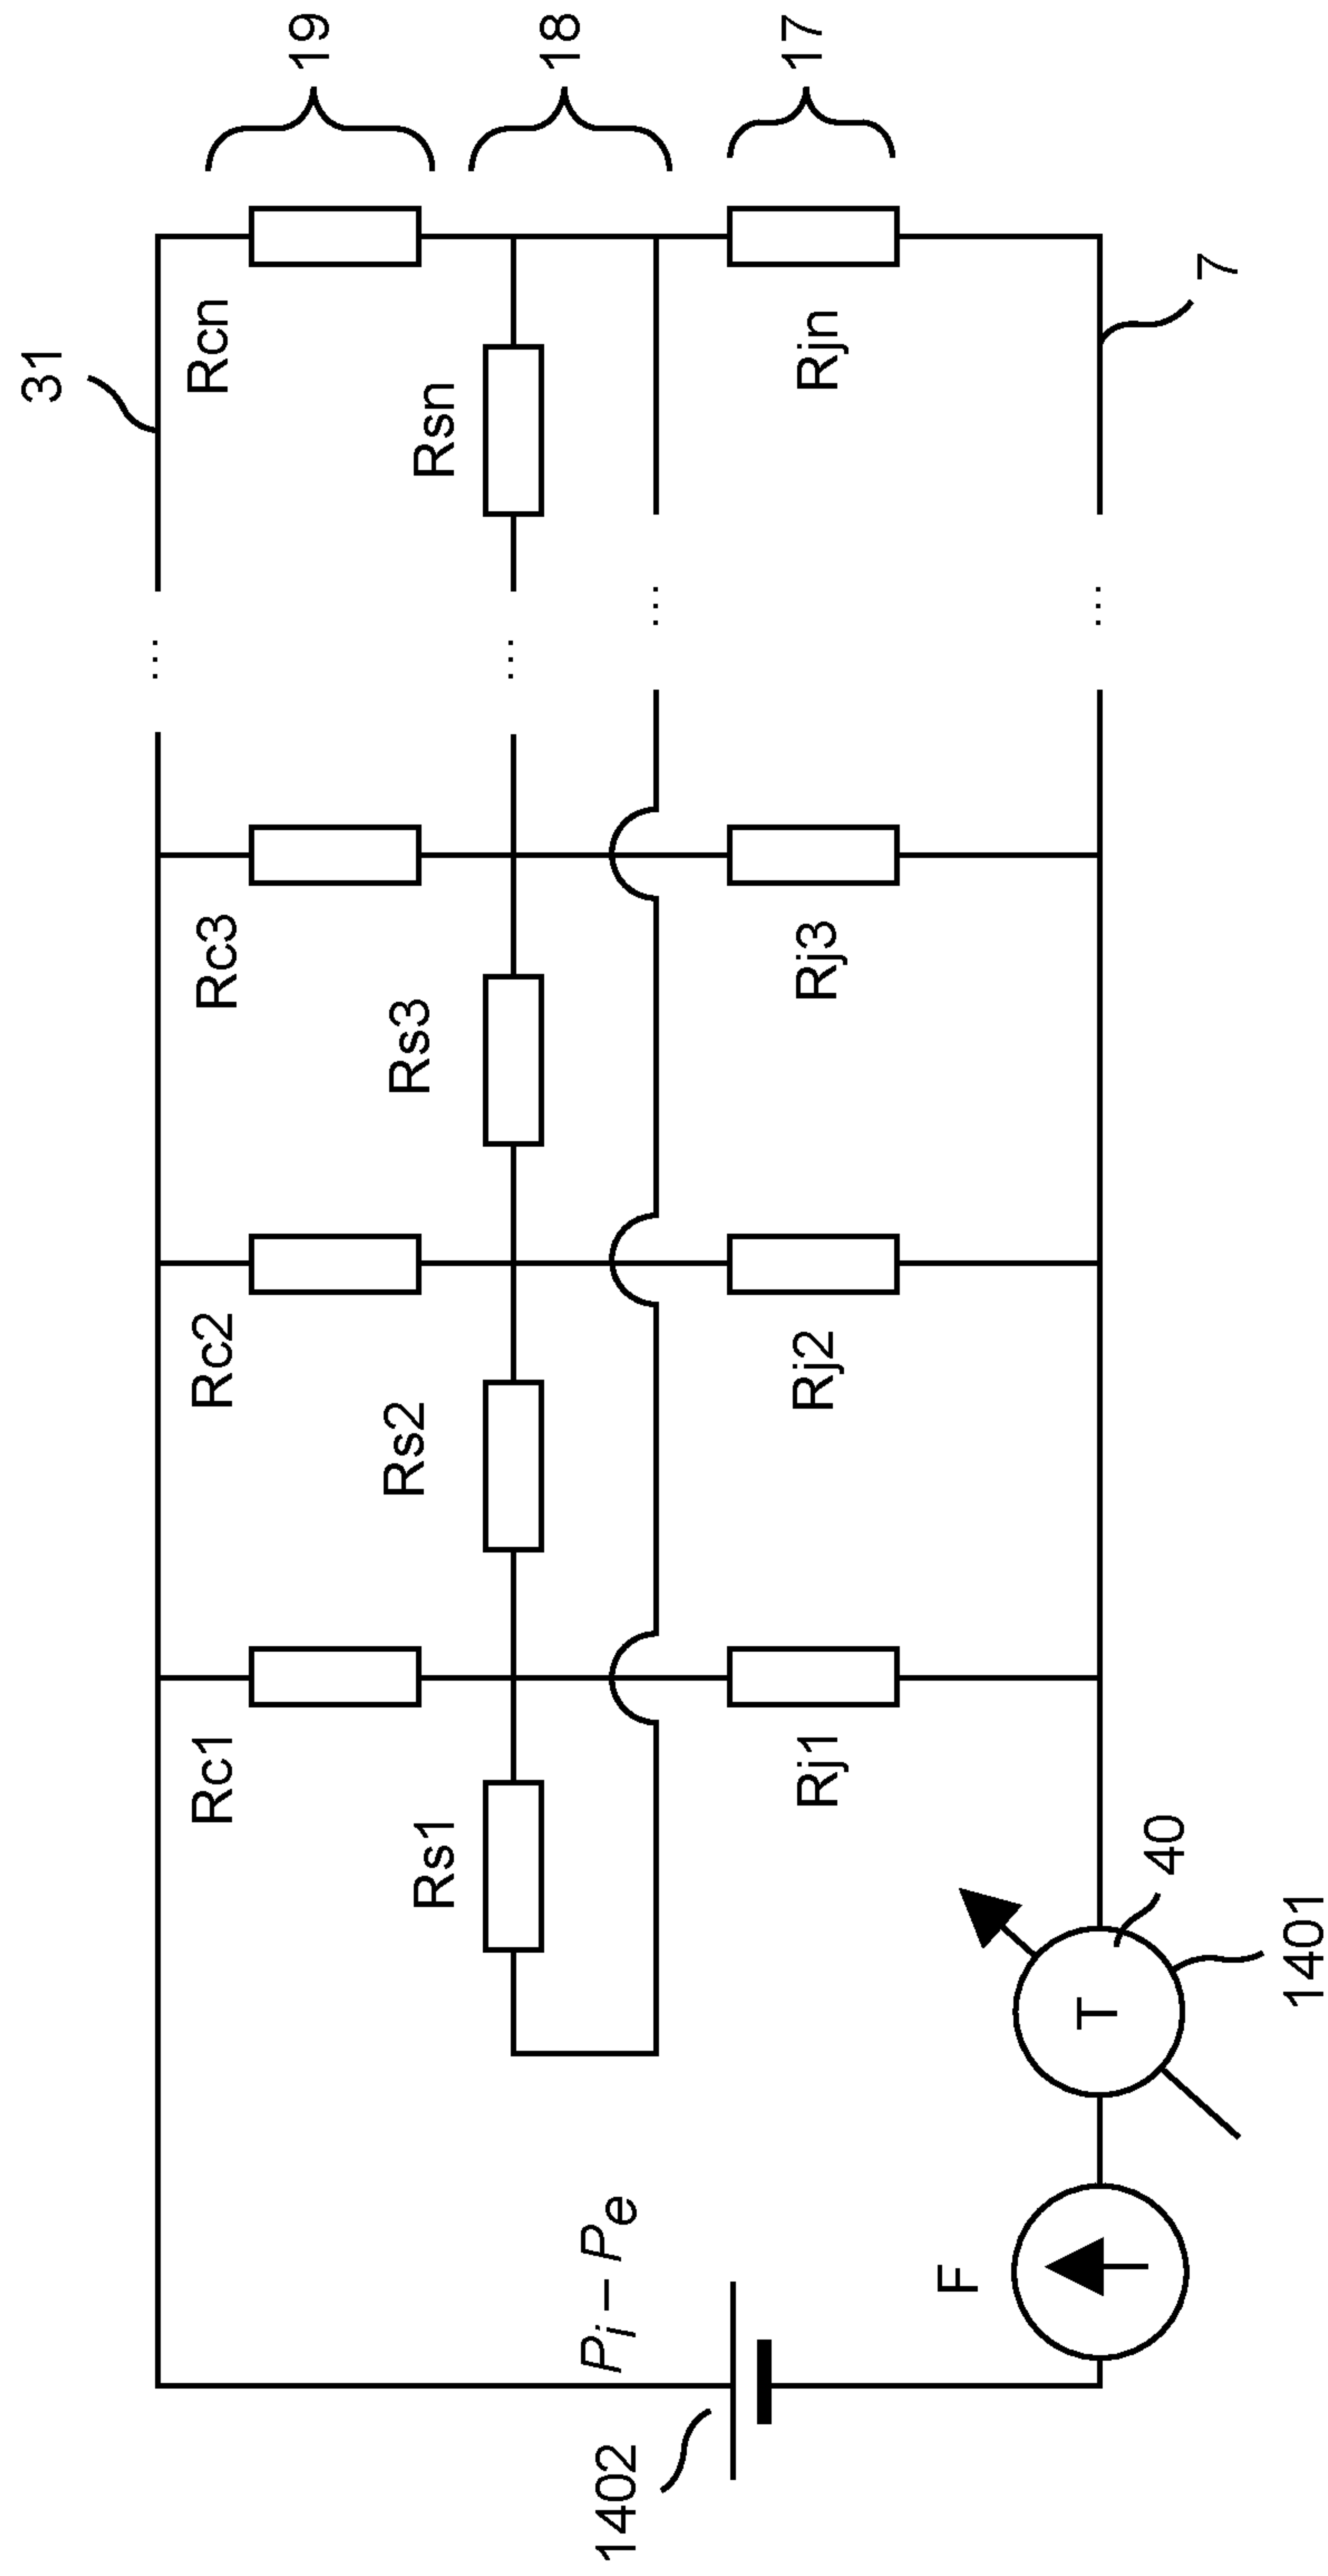 31
19
18
17
7
Rc1
Rc2
Rc3
Rcn
...
Rs1
Rs2
Rs3
Rsn
...
...
Rj1
Rj2
Rj3
Rjn
...
Pi – Pe
1402
F
T
40
1401